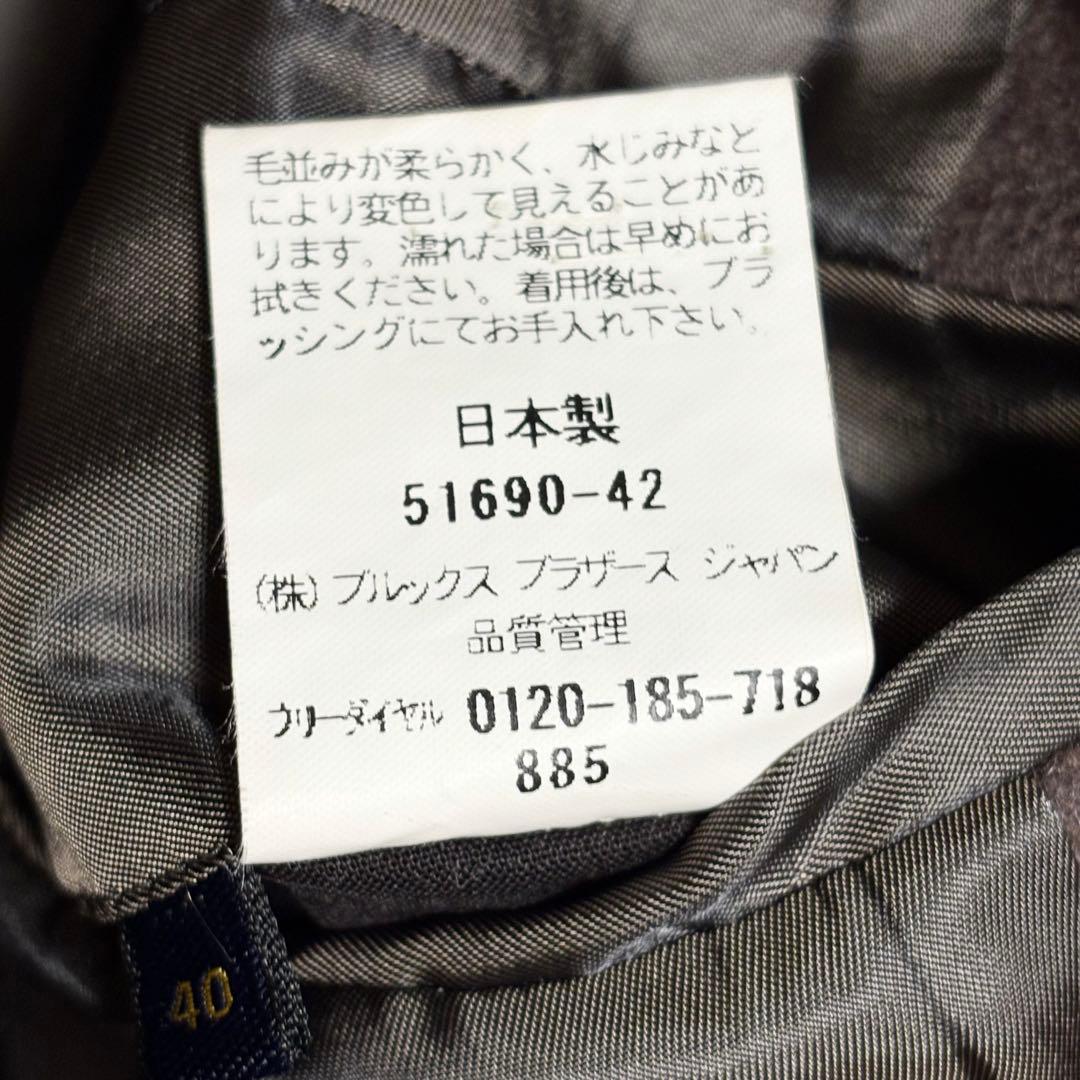 毛並みが柔らかく、水じみなと
により変色して見えることがあ
ります。濡れた場合は早めにお
拭きください。着用後は、ブラ
ッシングにてお手入れ下さい。
日本製
51690-42
(株)ブルックス ブラザース ジャパン
品質管理
フリーダイヤル 0120-185-718
885
40